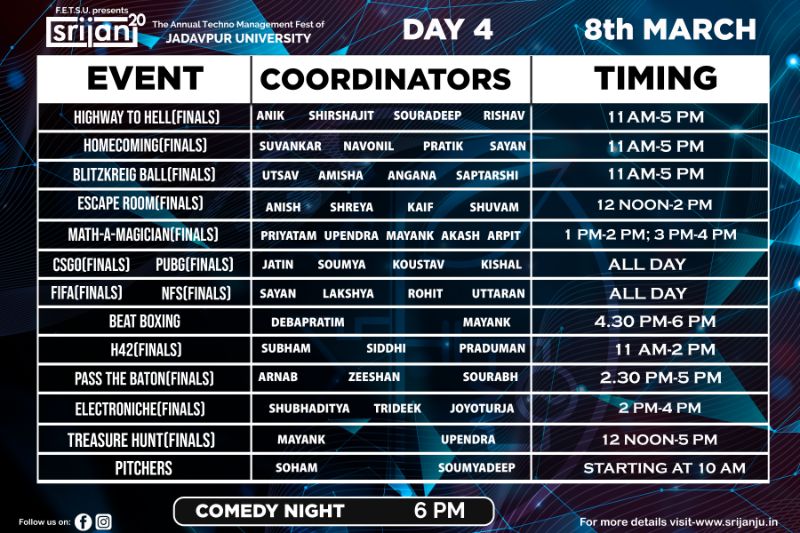 F.E.T.S.U. presents
srijan 20
The Annual Techno Management Fest of
JADAVPUR UNIVERSITY
DAY 4
8th MARCH
EVENT COORDINATORS TIMING
HIGHWAY TO HELL(FINALS) ANIK SHIRSHAJIT SOURADEEP RISHAV 11 AM-5 PM
HOMECOMING(FINALS) SUVANKAR NAVONIL PRATIK SAYAN 11AM-5 PM
BLITZKREIG BALL(FINALS) UTSAV AMISHA ANGANA SAPTARSHI 11AM-5 PM
ESCAPE ROOM(FINALS) ANISH SHREYA KAIF SHUVAM 12 NOON-2 PM
MATH-A-MAGICIAN(FINALS) PRIYATAM UPENDRA MAYANK AKASH ARPIT 1 PM-2 PM; 3 PM-4 PM
CSGO(FINALS) PUBG(FINALS) JATIN SOUMYA KOUSTAV KISHAL ALL DAY
FIFA(FINALS) NFS(FINALS) SAYAN LAKSHYA ROHIT UTTARAN ALL DAY
BEAT BOXING DEBAPRATIM MAYANK 4.30 PM-6 PM
H42(FINALS) SUBHAM SIDDHI PRADUMAN 11 AM-2 PM
PASS THE BATON(FINALS) ARNAB ZEESHAN SOURABH 2.30 PM-5 PM
ELECTRONICHE(FINALS) SHUBHADITYA TRIDEEK JOYOTURJA 2 PM-4 PM
TREASURE HUNT(FINALS) MAYANK UPENDRA 12 NOON-5 PM
PITCHERS SOHAM SOUMYADEEP STARTING AT 10 AM
COMEDY NIGHT 6 PM
Follow us on:
For more details visit-www.srijanju.in